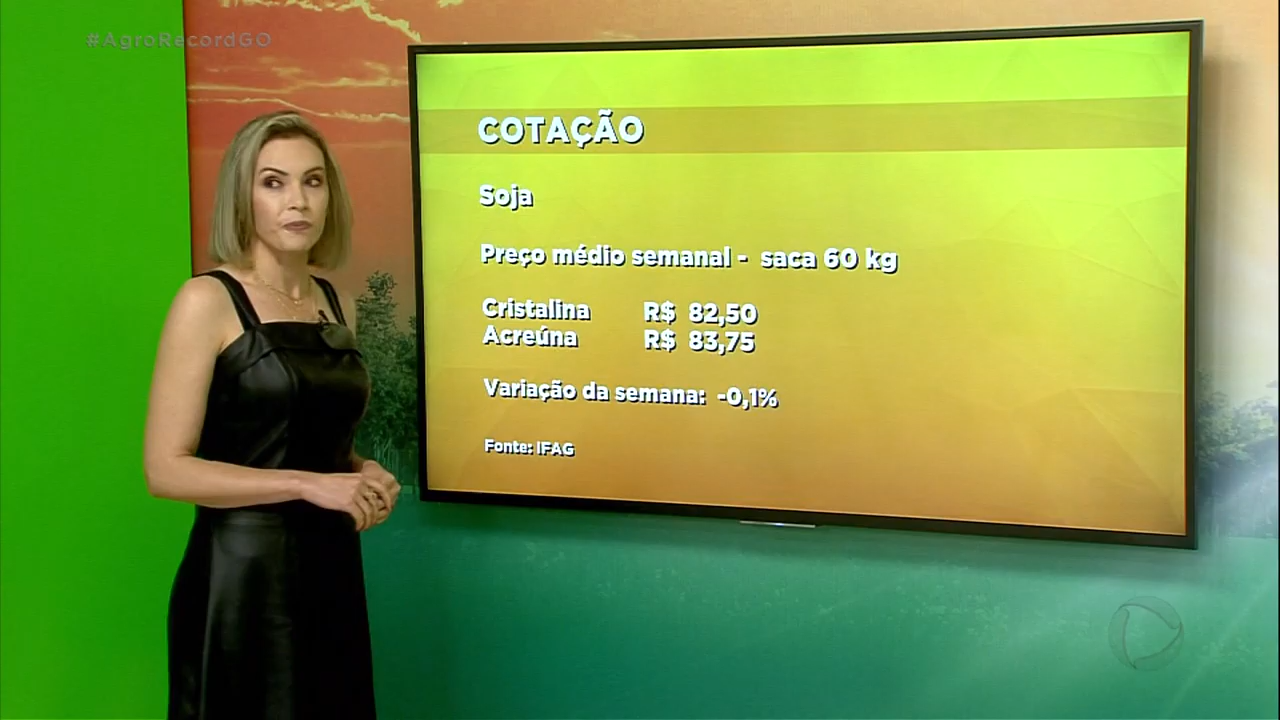 #AgroRecordGO
COTAÇÃO
Soja
Preço médio semanal - saca 60 kg
Cristalina R$ 82,50
Acreúna R$ 83,75
Variação da semana: -0,1%
Fonte: IFAG